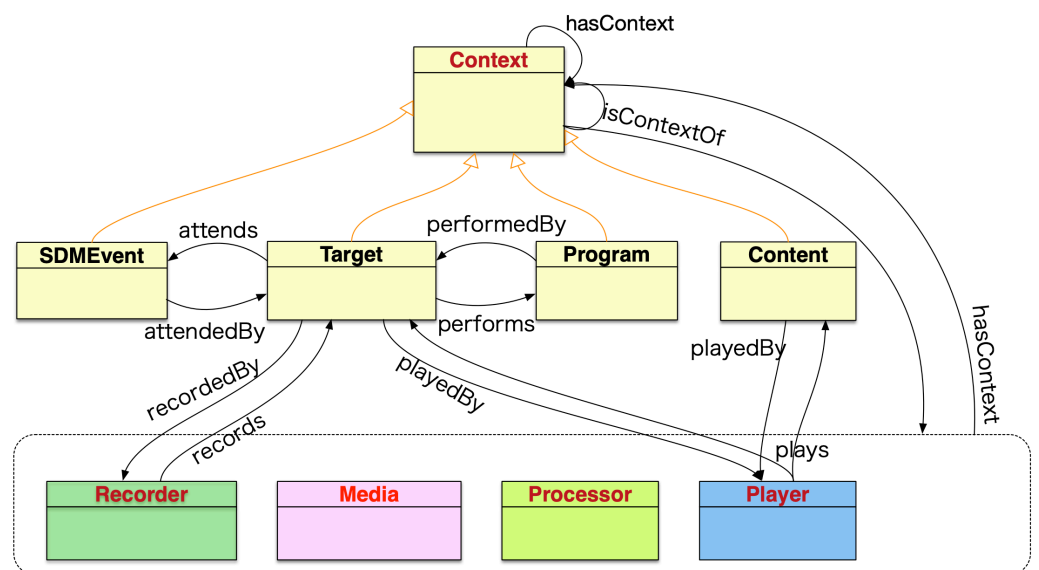 hasContext
Context
isContextOf
attends
performedBy
SDMEvent
Target
Program
Content
attendedBy
performs
hasContext
playedBy
recordedBy
playedBy
records
plays
Recorder
Media
Processor
Player